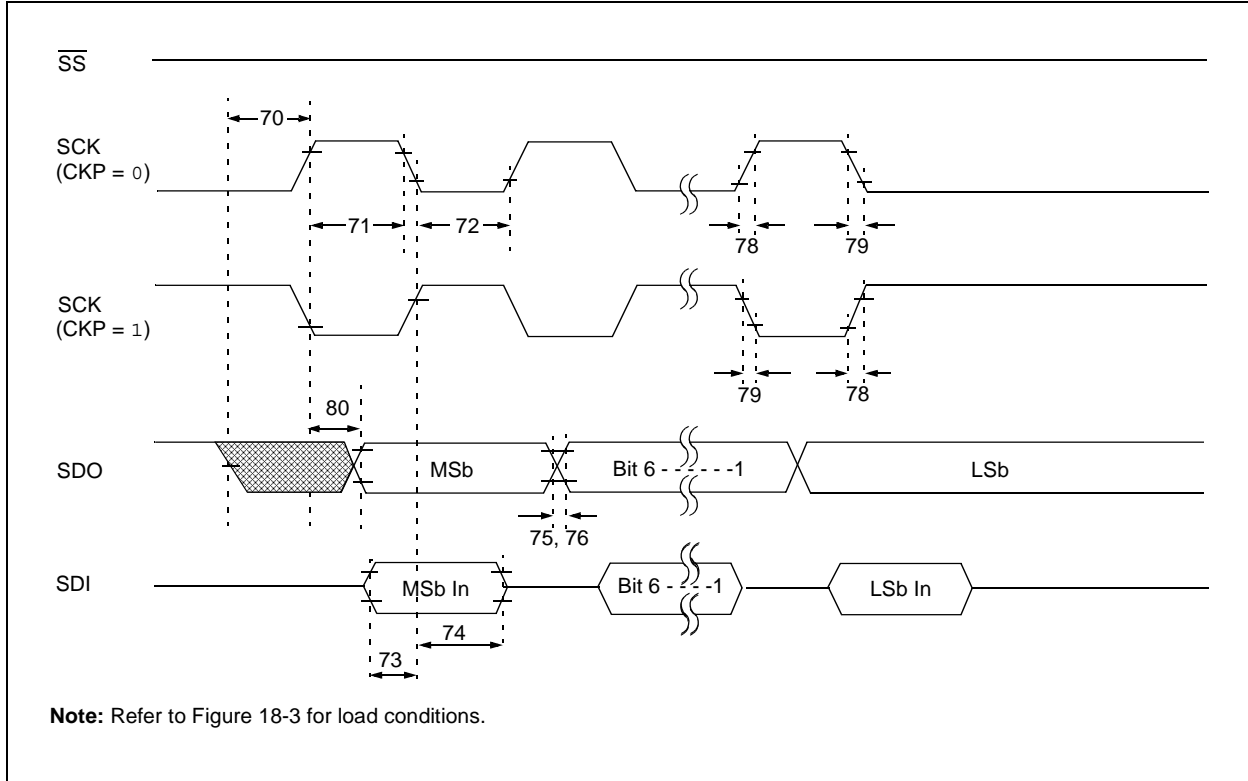 SS
70
SCK
(CKP = 0)
71
72
78
79
SCK
(CKP = 1)
79
78
80
SDO
MSb
Bit 6 - - - - - - -1
LSb
75, 76
SDI
MSb In
Bit 6 - - - - -1
LSb In
74
73
Note: Refer to Figure 18-3 for load conditions.